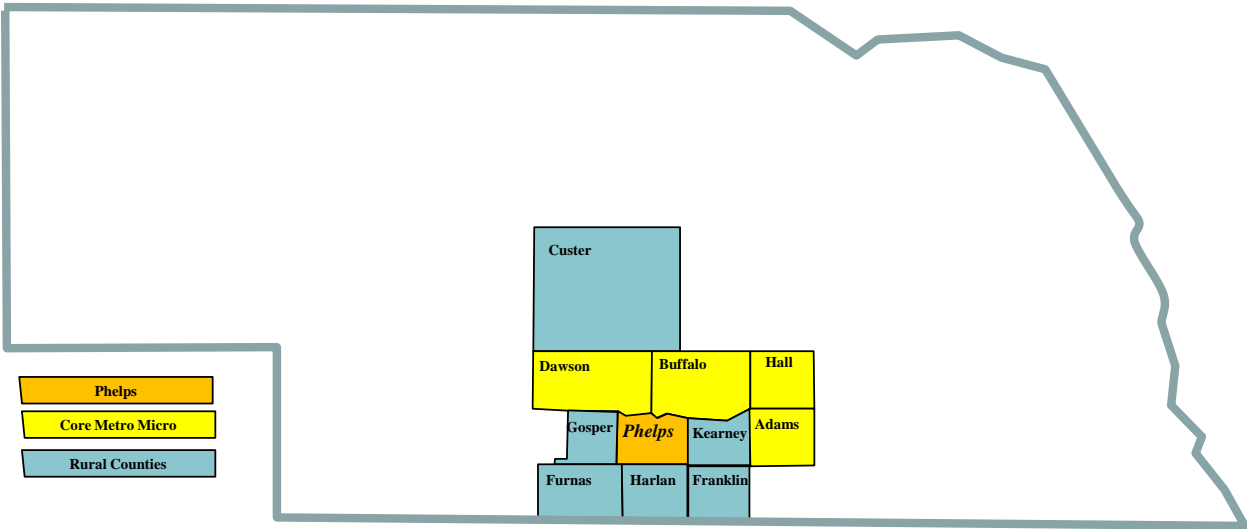 Custer
Dawson
Buffalo
Hall
Gosper
Phelps
Kearney
Adams
Furnas
Harlan
Franklin
Phelps
Core Metro Micro
Rural Counties